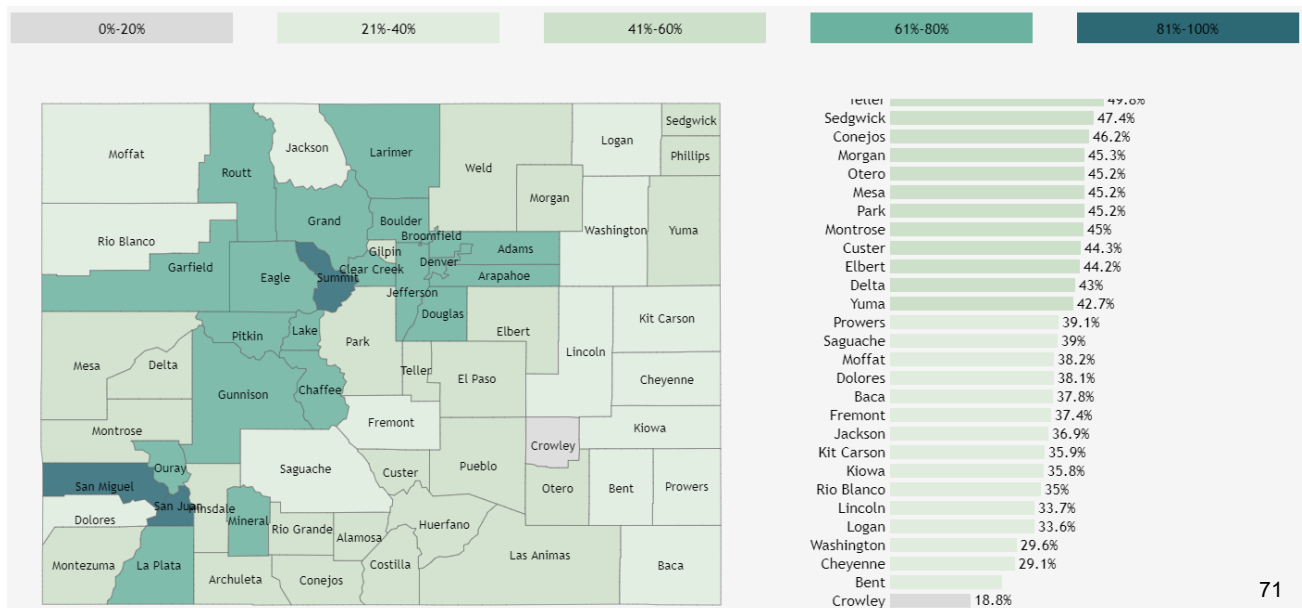 0%-20%
21%-40%
41%-60%
61%-80%
81%-100%
Moffat
Routt
Jackson
Larimer
Weld
Logan
Sedgwick
Phillips
Morgan
Rio Blanco
Grand
Boulder
Broomfield
Washington
Yuma
Garfield
Eagle
Summit
Gilpin
Clear Creek
Denver
Adams
Arapahoe
Jefferson
Douglas
Elbert
Kit Carson
Mesa
Delta
Pitkin
Lake
Park
Lincoln
Gunnison
Chaffee
Teller
El Paso
Cheyenne
Montrose
Fremont
Crowley
Kiowa
Ouray
Saguache
Custer
Pueblo
San Miguel
San Juan
Hinsdale
Otero
Bent
Prowers
Dolores
Mineral
Rio Grande
Alamosa
Huerfano
Montezuma
La Plata
Archuleta
Conejos
Costilla
Las Animas
Baca
Teller 49.8%
Sedgwick 47.4%
Conejos 46.2%
Morgan 45.3%
Otero 45.2%
Mesa 45.2%
Park 45.2%
Montrose 45%
Custer 44.3%
Elbert 44.2%
Delta 43%
Yuma 42.7%
Prowers 39.1%
Saguache 39%
Moffat 38.2%
Dolores 38.1%
Baca 37.8%
Fremont 37.4%
Jackson 36.9%
Kit Carson 35.9%
Kiowa 35.8%
Rio Blanco 35%
Lincoln 33.7%
Logan 33.6%
Washington 29.6%
Cheyenne 29.1%
Bent
Crowley 18.8%
71